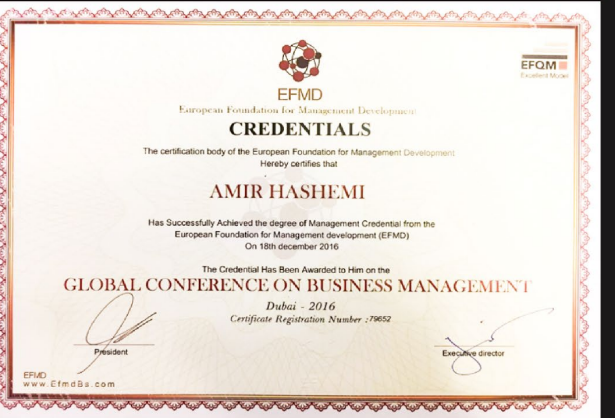 EFMD
European Foundation for Management Development
EFQM
Excellent Model
CREDENTIALS
The certification body of the European Foundation for Management Development
Hereby certifies that
AMIR HASHEMI
Has Successfully Achieved the degree of Management Credential from the
European Foundation for Management development (EFMD)
On 18th december 2016
The Credential Has Been Awarded to Him on the
GLOBAL CONFERENCE ON BUSINESS MANAGEMENT
Dubai - 2016
Certificate Registration Number :79652
President
Executive director
EFMD
www.EfmdBs.com